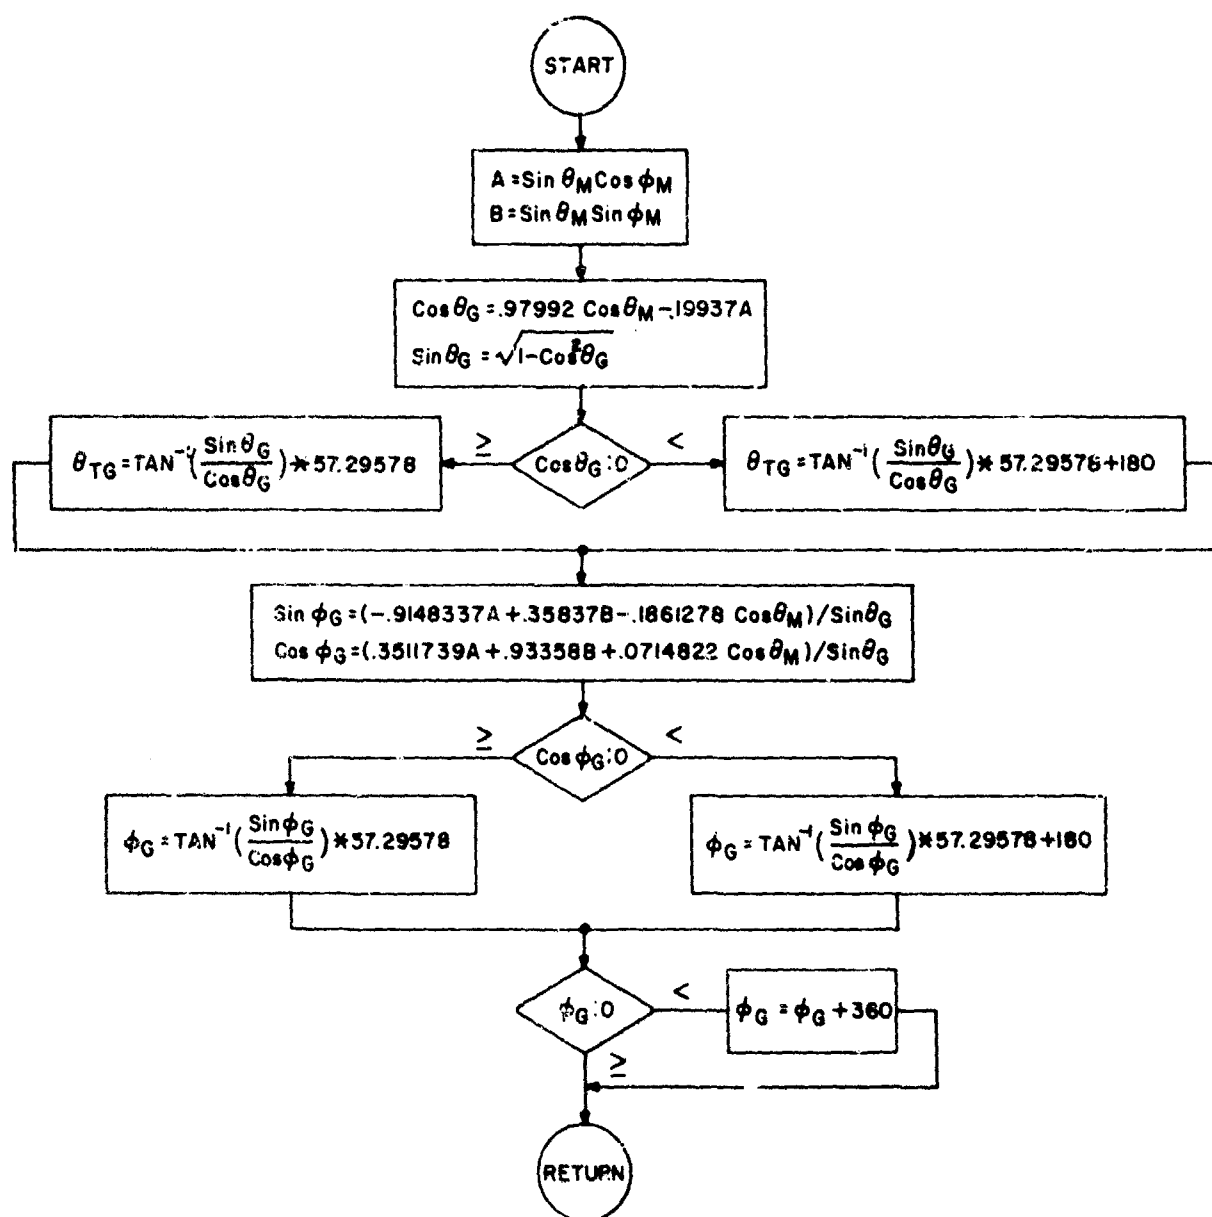 START
A = Sin θM Cos ϕM
B = Sin θM Sin ϕM
Cos θG = .97992 Cos θM - .19937A
Sin θG = √1-Cos²θG
θTG = TAN⁻¹(Sin θG / Cos θG) * 57.29578
≥
Cos θG : 0
<
θTG = TAN⁻¹(Sin θG / Cos θG) * 57.29578+180
Sin ϕG = (-.9148337A + .35837B - .1861278 Cos θM) / Sin θG
Cos ϕG = (.3511739A + .93358B + .0714822 Cos θM) / Sin θG
≥
Cos ϕG : 0
<
ϕG = TAN⁻¹(Sin ϕG / Cos ϕG) * 57.29578
ϕG = TAN⁻¹(Sin ϕG / Cos ϕG) * 57.29578+180
ϕG : 0
<
ϕG = ϕG + 360
≥
RETURN